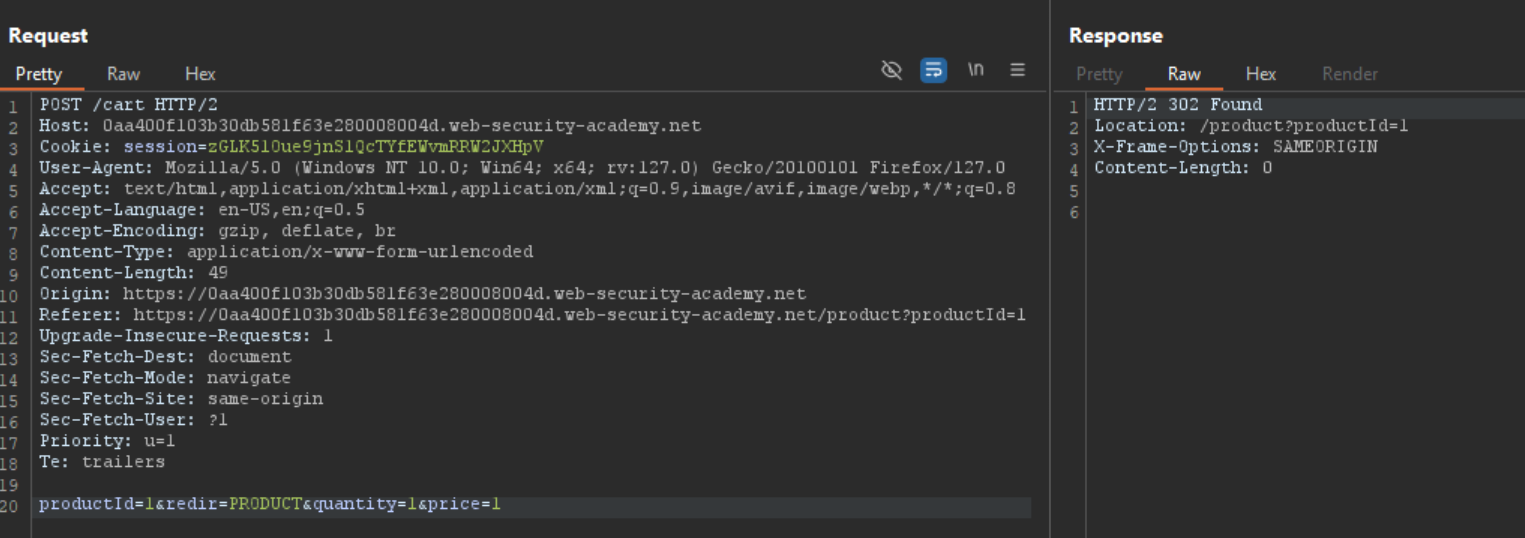 Request
Pretty Raw Hex
\n
1 POST /cart HTTP/2
2 Host: 0aa400f103b30db581f63e280008004d.web-security-academy.net
3 Cookie: session=zGLK510ue9jnS1QcTYfEWvmRRW2JXHpV
4 User-Agent: Mozilla/5.0 (Windows NT 10.0; Win64; x64; rv:127.0) Gecko/20100101 Firefox/127.0
5 Accept: text/html,application/xhtml+xml,application/xml;q=0.9,image/avif,image/webp,*/*;q=0.8
6 Accept-Language: en-US,en;q=0.5
7 Accept-Encoding: gzip, deflate, br
8 Content-Type: application/x-www-form-urlencoded
9 Content-Length: 49
10 Origin: https://0aa400f103b30db581f63e280008004d.web-security-academy.net
11 Referer: https://0aa400f103b30db581f63e280008004d.web-security-academy.net/product?productId=1
12 Upgrade-Insecure-Requests: 1
13 Sec-Fetch-Dest: document
14 Sec-Fetch-Mode: navigate
15 Sec-Fetch-Site: same-origin
16 Sec-Fetch-User: ?1
17 Priority: u=1
18 Te: trailers
19
20 productId=1&redir=PRODUCT&quantity=1&price=1
Response
Pretty Raw Hex Render
1 HTTP/2 302 Found
2 Location: /product?productId=1
3 X-Frame-Options: SAMEORIGIN
4 Content-Length: 0
5
6